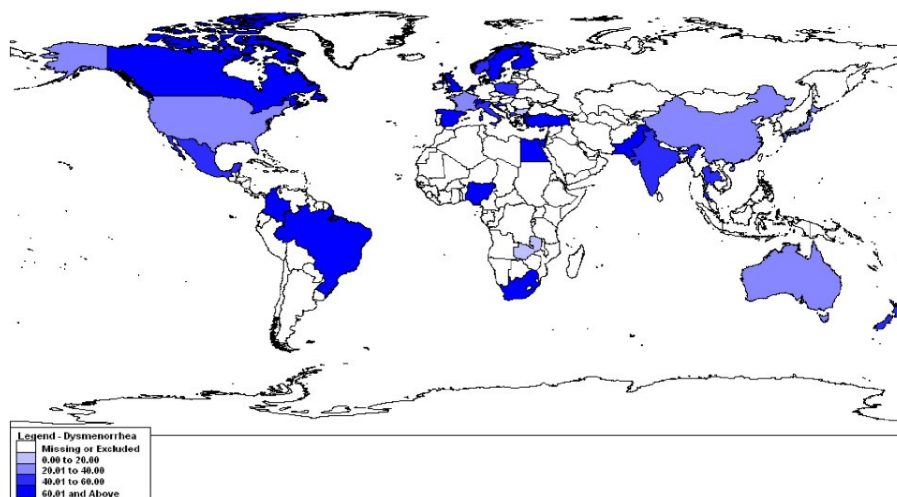 Legend - Dysmenorrhea
Missing or Excluded
0.00 to 20.00
20.01 to 40.00
40.01 to 60.00
60.01 and Above